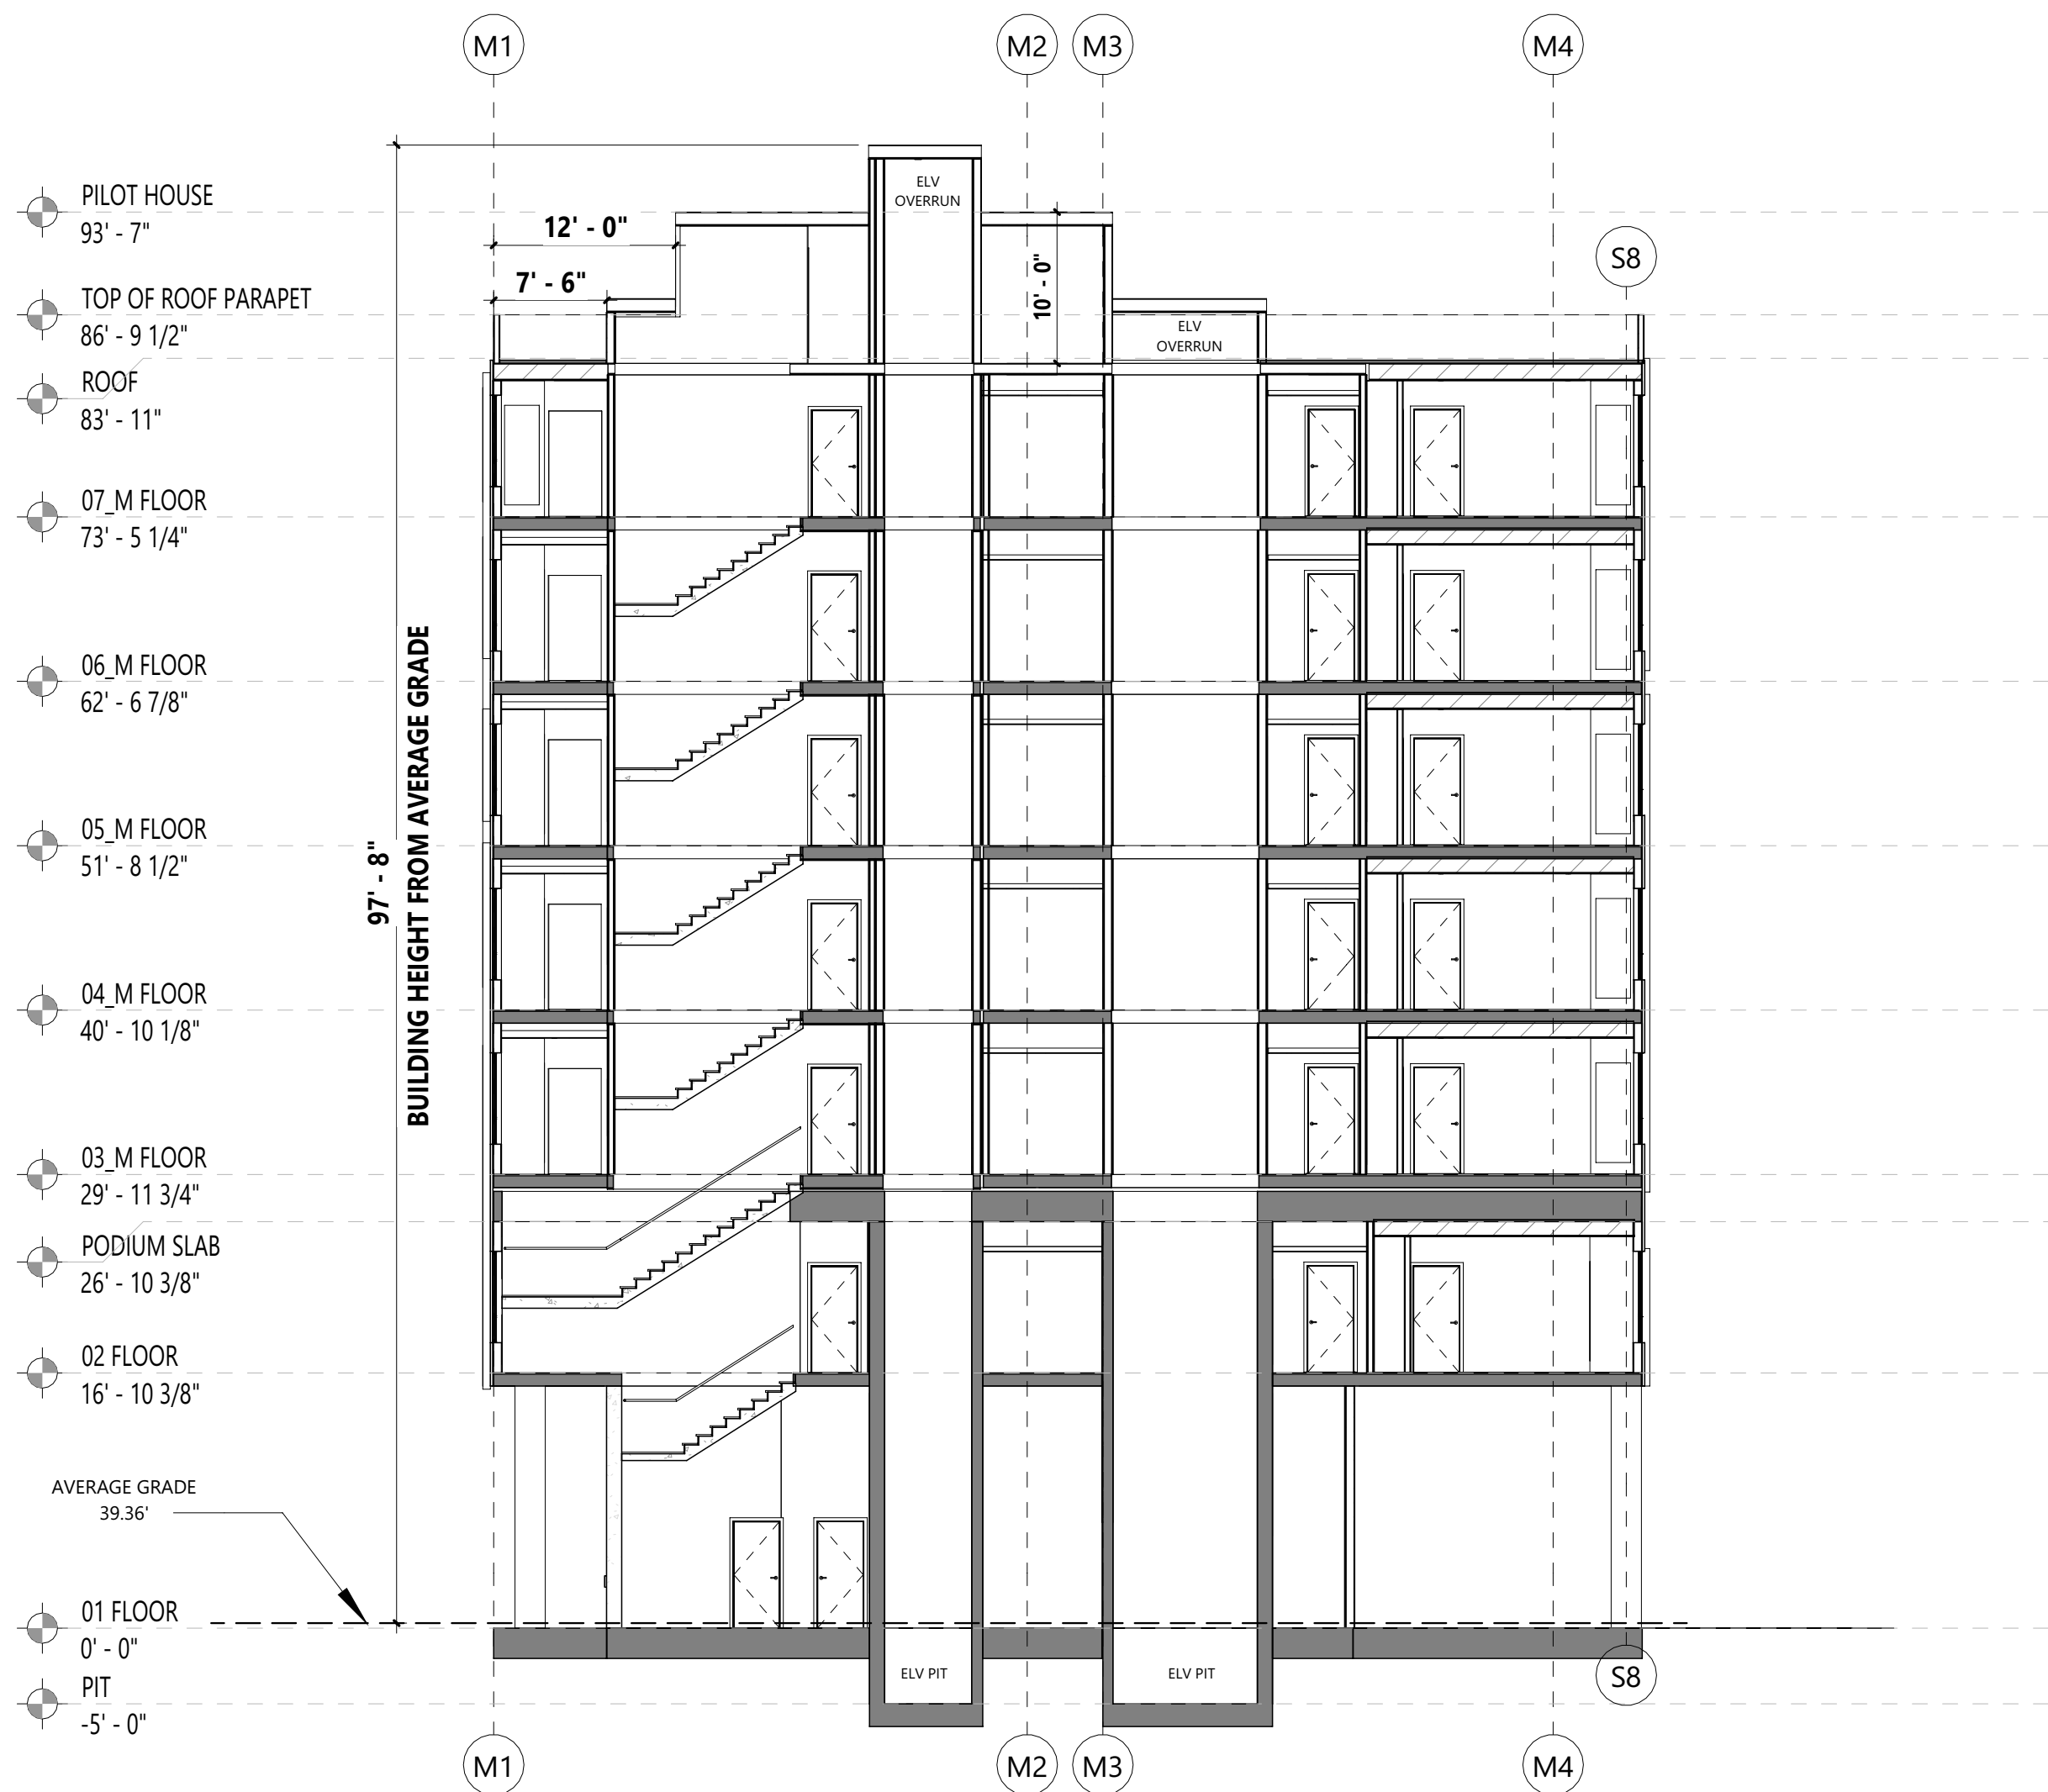 M1
M2
M3
M4
PILOT HOUSE
93' - 7"
TOP OF ROOF PARAPET
86' - 9 1/2"
ROOF
83' - 11"
07_M FLOOR
73' - 5 1/4"
06_M FLOOR
62' - 6 7/8"
05_M FLOOR
51' - 8 1/2"
04_M FLOOR
40' - 10 1/8"
03_M FLOOR
29' - 11 3/4"
PODIUM SLAB
26' - 10 3/8"
02 FLOOR
16' - 10 3/8"
AVERAGE GRADE
39.36'
01 FLOOR
0' - 0"
PIT
-5' - 0"
97' - 8"
BUILDING HEIGHT FROM AVERAGE GRADE
12' - 0"
7' - 6"
ELV
OVERRUN
10' - 0"
ELV
OVERRUN
S8
ELV PIT
ELV PIT
S8
M1
M2
M3
M4